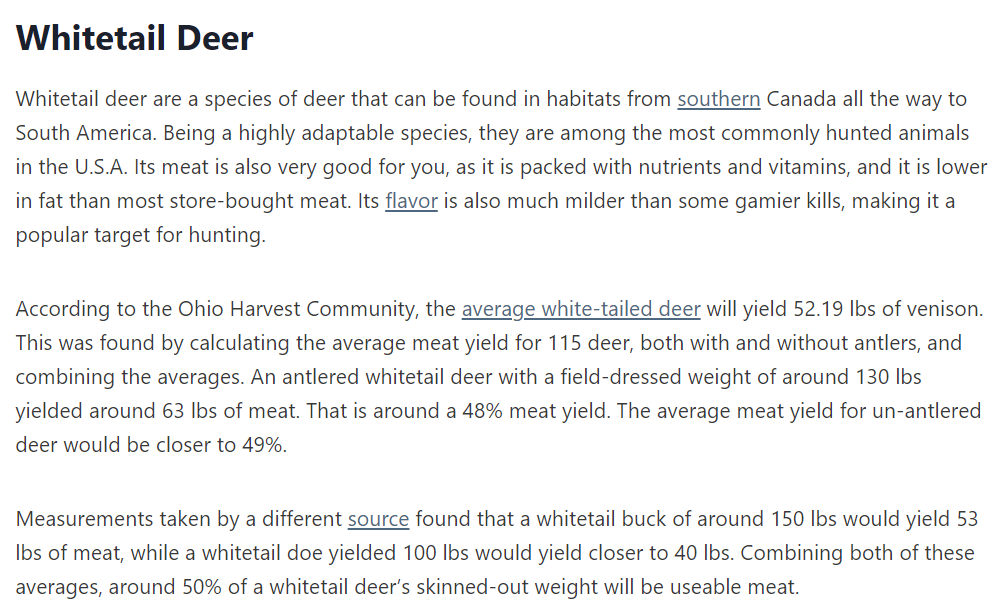 Whitetail Deer
Whitetail deer are a species of deer that can be found in habitats from southern Canada all the way to
South America. Being a highly adaptable species, they are among the most commonly hunted animals
in the U.S.A. Its meat is also very good for you, as it is packed with nutrients and vitamins, and it is lower
in fat than most store-bought meat. Its flavor is also much milder than some gamier kills, making it a
popular target for hunting.
According to the Ohio Harvest Community, the average white-tailed deer will yield 52.19 lbs of venison.
This was found by calculating the average meat yield for 115 deer, both with and without antlers, and
combining the averages. An antlered whitetail deer with a field-dressed weight of around 130 lbs
yielded around 63 lbs of meat. That is around a 48% meat yield. The average meat yield for un-antlered
deer would be closer to 49%.
Measurements taken by a different source found that a whitetail buck of around 150 lbs would yield 53
lbs of meat, while a whitetail doe yielded 100 lbs would yield closer to 40 lbs. Combining both of these
averages, around 50% of a whitetail deer’s skinned-out weight will be useable meat.